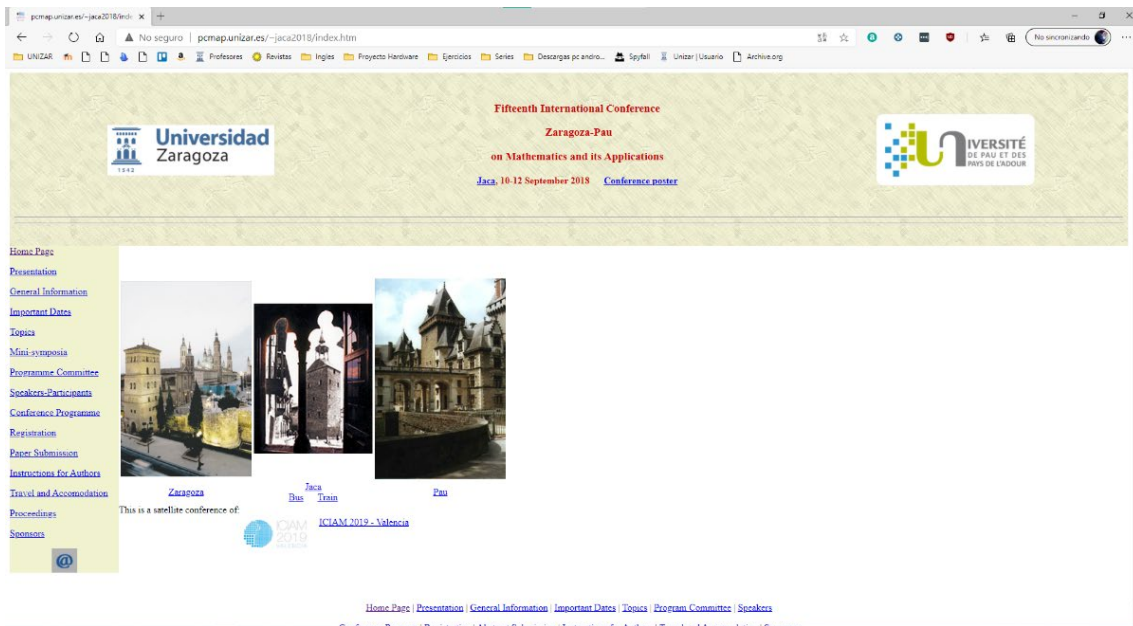 pcmap.unizar.es/~jaca2018/inde
No seguro | pcmap.unizar.es/~jaca2018/index.htm
No sincronizando
UNIZAR
Profesores
Revistas
Ingles
Proyecto Hardware
Ejercicios
Series
Descargas pc andro...
Spyfall
Unizar | Usuario
Archive.org
Fifteenth International Conference
Zaragoza-Pau
on Mathematics and its Applications
Jaca, 10-12 September 2018 Conference poster
Universidad
Zaragoza
1542
UNIVERSITÉ
DE PAU ET DES
PAYS DE L'ADOUR
Home Page
Presentation
General Information
Important Dates
Topics
Mini-symposia
Programme Committee
Speakers-Participants
Conference Programme
Registration
Paper Submission
Instructions for Authors
Travel and Accomodation
Proceedings
Sponsors
@
Zaragoza
Jaca
Bus Train
Pau
This is a satellite conference of:
ICIAM
2019
VALENCIA
ICIAM 2019 - Valencia
Home Page | Presentation | General Information | Important Dates | Topics | Program Committee | Speakers